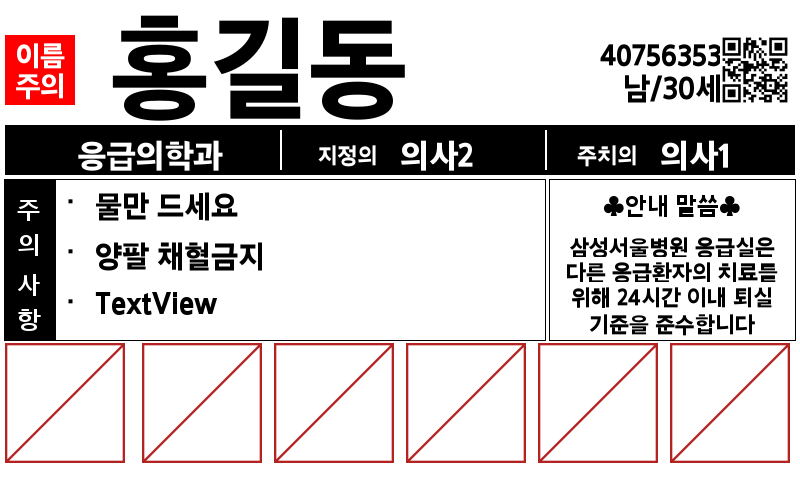 이름
주의
홍길동
40756353
남/30세
응급의학과 지정의 의사2 주치의 의사1
주의사항
· 물만 드세요
· 양팔 채혈금지
· TextView
♣안내 말씀♣
삼성서울병원 응급실은
다른 응급환자의 치료를
위해 24시간 이내 퇴실
기준을 준수합니다